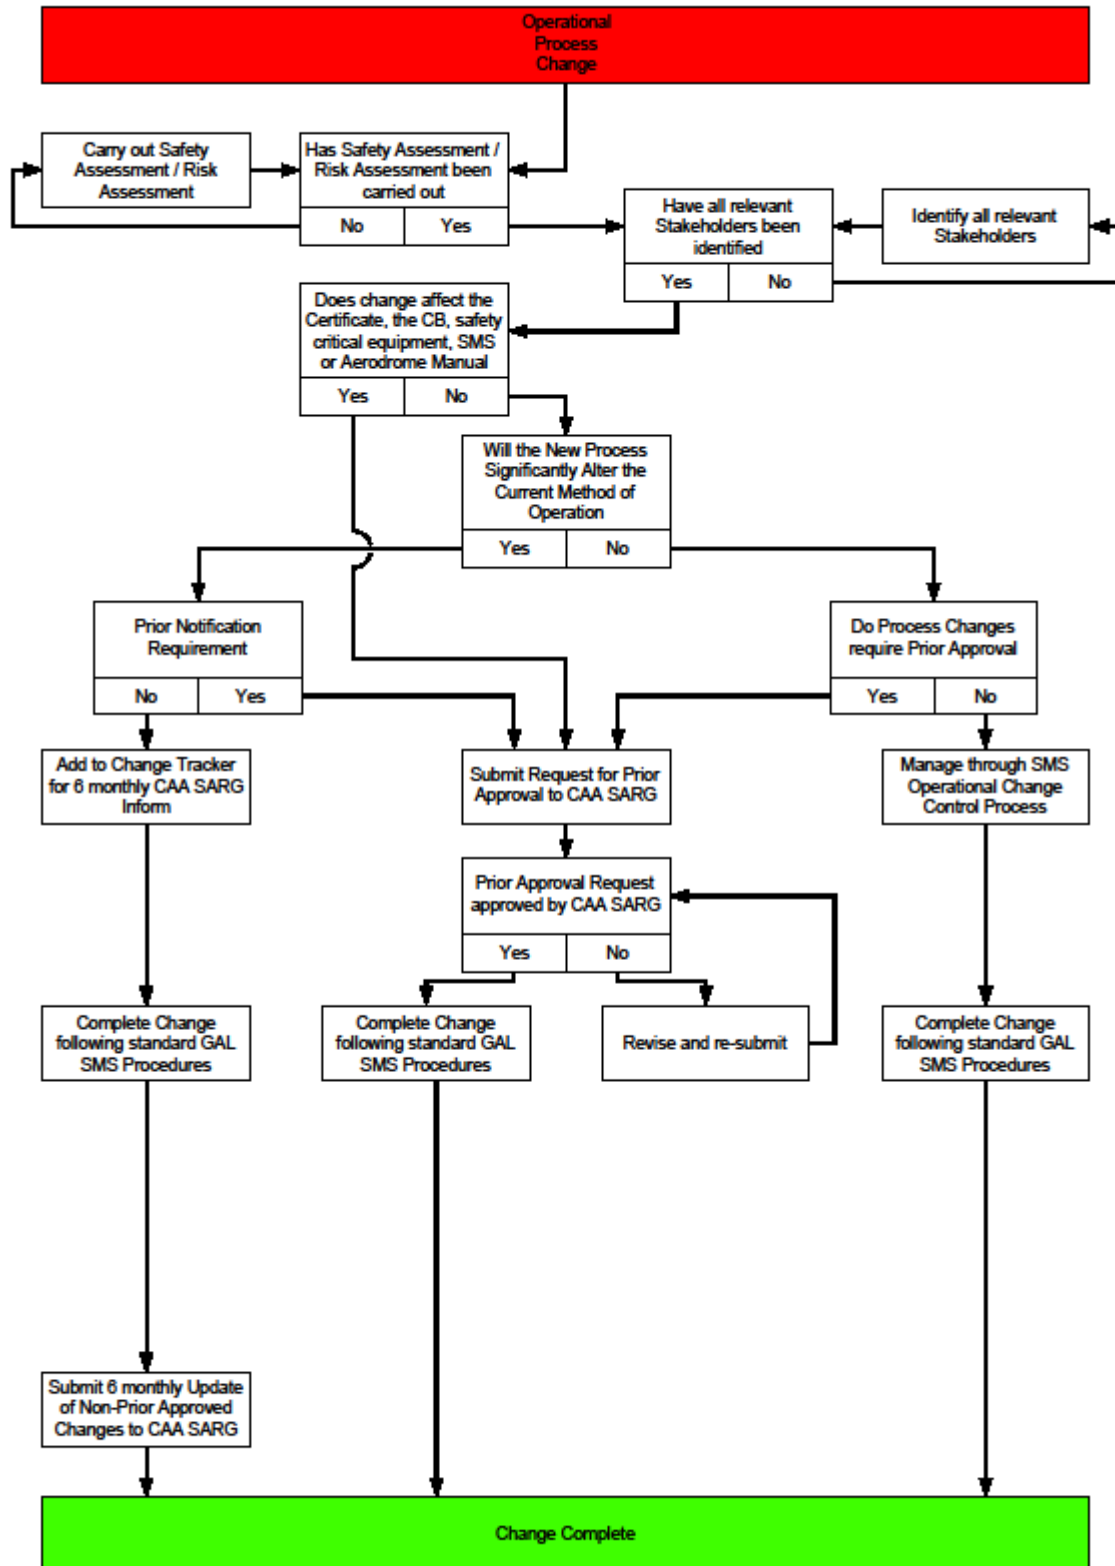 Operational
Process
Change
Carry out Safety
Assessment / Risk
Assessment
Has Safety Assessment /
Risk Assessment been
carried out
No
Yes
Have all relevant
Stakeholders been
identified
Yes
No
Identify all relevant
Stakeholders
Does change affect the
Certificate, the CB, safety
critical equipment, SMS
or Aerodrome Manual
Yes
No
Will the New Process
Significantly Alter the
Current Method of
Operation
Yes
No
Prior Notification
Requirement
No
Yes
Do Process Changes
require Prior Approval
Yes
No
Add to Change Tracker
for 6 monthly CAA SARG
Inform
Submit Request for Prior
Approval to CAA SARG
Manage through SMS
Operational Change
Control Process
Prior Approval Request
approved by CAA SARG
Yes
No
Complete Change
following standard GAL
SMS Procedures
Complete Change
following standard GAL
SMS Procedures
Revise and re-submit
Complete Change
following standard GAL
SMS Procedures
Submit 6 monthly Update
of Non-Prior Approved
Changes to CAA SARG
Change Complete